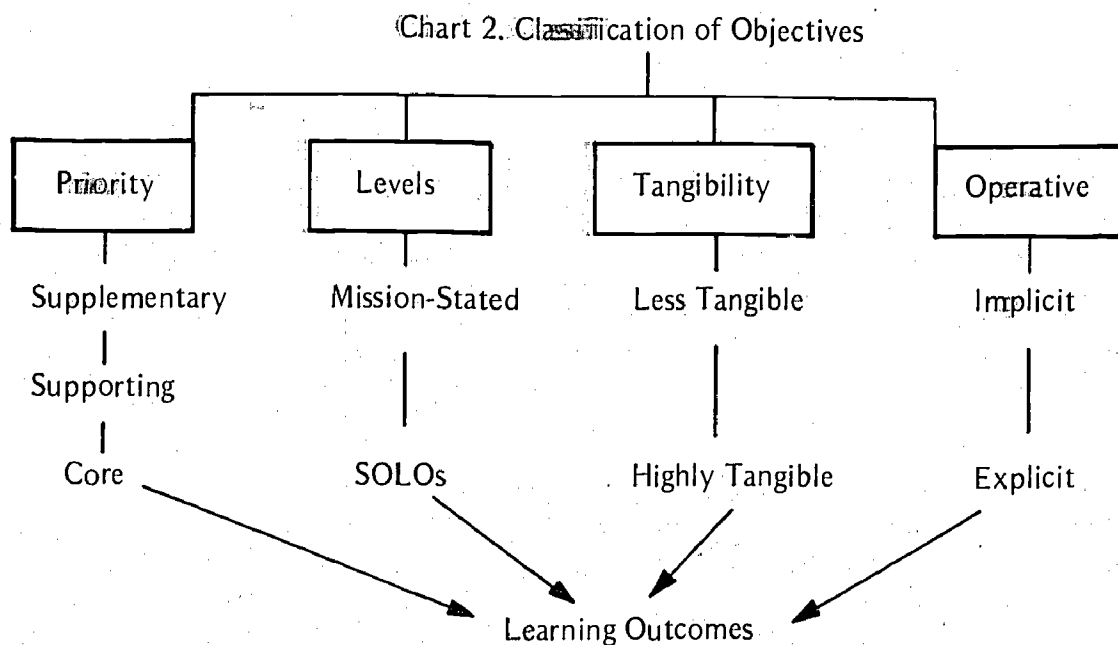 Chart 2. Classification of Objectives
Priority Levels Tangibility Operative
Supplementary Mission-Stated Less Tangible Implicit
Supporting
Core SOLOs Highly Tangible Explicit
Learning Outcomes